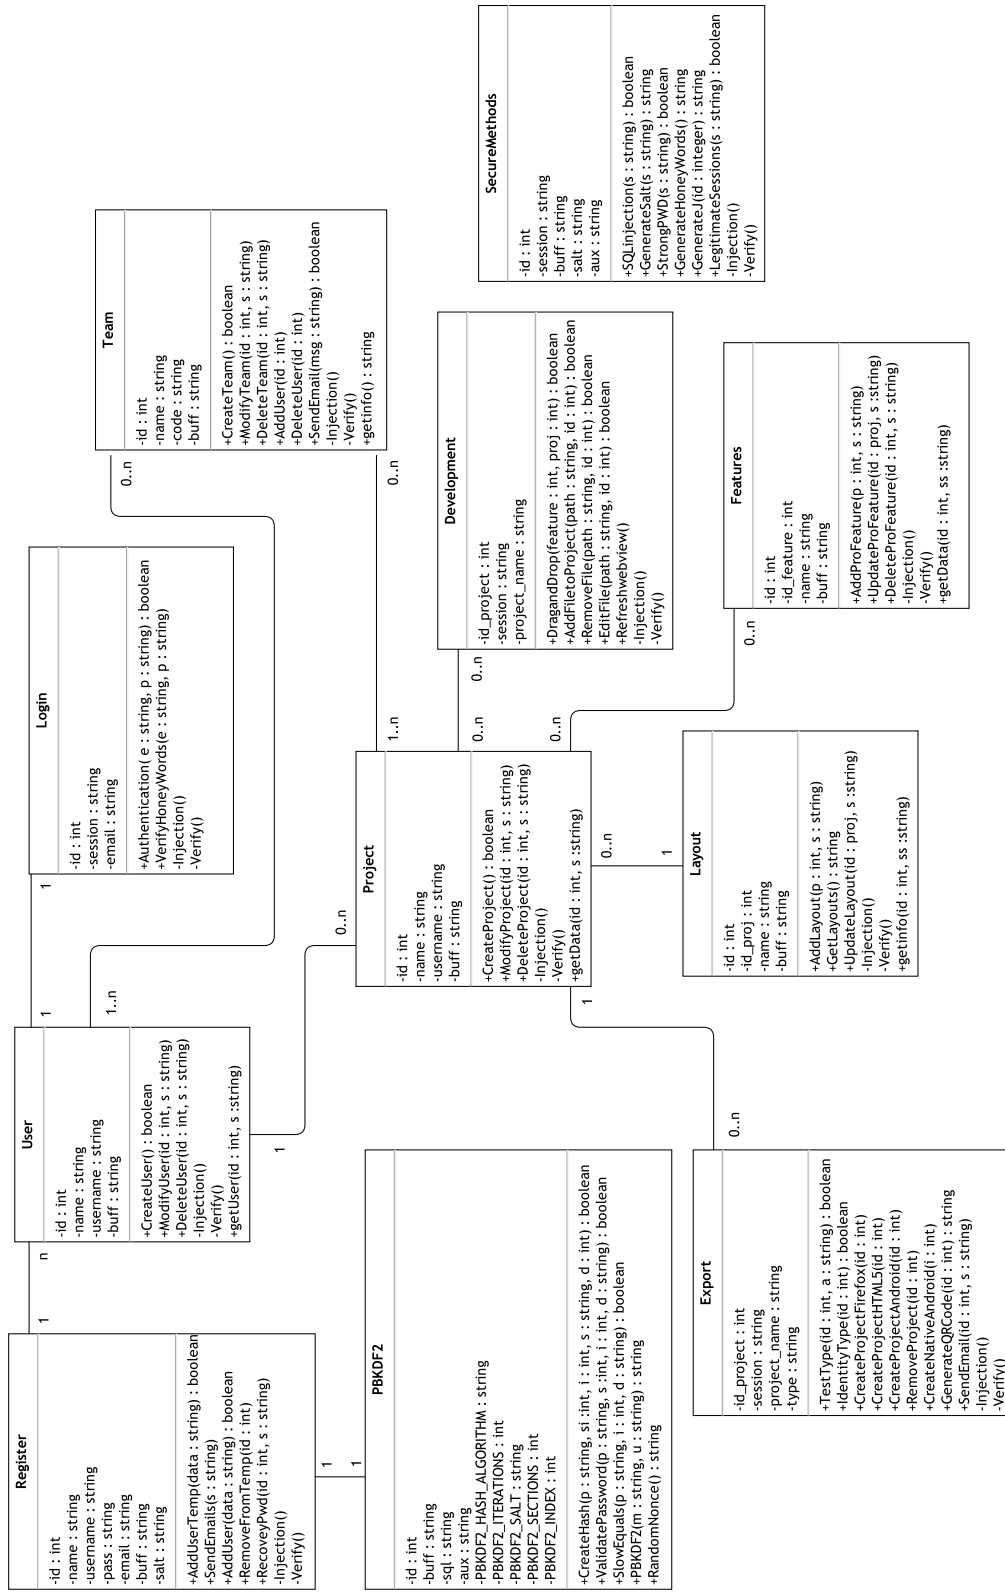 Register
-id : int
-name : string
-username : string
-pass : string
-email : string
-buff : string
-salt : string
+AddUserTemp(data : string) : boolean
+SendEmails(s : string)
+AddUser(data : string) : boolean
+RemoveFromTemp(id : int)
+RecoveyPwd(id : int, s : string)
-Injection()
-Verify()
1
n
User
-id : int
-name : string
-username : string
-buff : string
+CreateUser() : boolean
+ModifyUser(id : int, s : string)
+DeleteUser(id : int, s : string)
-Injection()
-Verify()
+getUser(id : int, s :string)
1
1
Login
-id : int
-session : string
-email : string
+Authentication( e : string, p : string) : boolean
+VerifyHoneyWords(e : string, p : string)
-Injection()
-Verify()
1..n
0..n
Team
-id : int
-name : string
-code : string
-buff : string
+CreateTeam() : boolean
+ModifyTeam(id : int, s : string)
+DeleteTeam(id : int, s : string)
+AddUser(id : int)
+DeleteUser(id : int)
+SendEmail(msg : string) : boolean
-Injection()
-Verify()
+getinfo() : string
1
0..n
1
1
PBKDF2
-id : int
-buff : string
-sql : string
-aux : string
-PBKDF2_HASH_ALGORITHM : string
-PBKDF2_ITERATIONS : int
-PBKDF2_SALT : string
-PBKDF2_SECTIONS : int
-PBKDF2_INDEX : int
+CreateHash(p : string, si :int, i : int, s : string, d : int) : boolean
+ValidatePassword(p : string, s :int, i : int, d : string) : boolean
+SlowEquals(p : string, i : int, d : string) : boolean
+PBKDF2(m : string, u : string) : string
+RandomNonce() : string
Project
-id : int
-name : string
-username : string
-buff : string
+CreateProject() : boolean
+ModifyProject(id : int, s : string)
+DeleteProject(id : int, s : string)
-Injection()
-Verify()
+getData(id : int, s :string)
1..n
0..n
0..n
0..n
Development
-id_project : int
-session : string
-project_name : string
+DragandDrop(feature : int, proj : int) : boolean
+AddFiletoProject(path : string, id : int) : boolean
+RemoveFile(path : string, id : int) : boolean
+EditFile(path : string, id : int) : boolean
+Refreshwebview()
-Injection()
-Verify()
SecureMethods
-id : int
-session : string
-buff : string
-salt : string
-aux : string
+SQLinjection(s : string) : boolean
+GenerateSalt(s : string) : string
+StrongPWD(s : string) : boolean
+GenerateHoneyWords() : string
+GenerateJ(id : integer) : string
+LegitimateSessions(s : string) : boolean
-Injection()
-Verify()
0..n
0..n
1
0..n
0..n
1
Export
-id_project : int
-session : string
-project_name : string
-type : string
+TestType(id : int, a : string) : boolean
+IdentityType(id : int) : boolean
+CreateProjectFirefox(id : int)
+CreateProjectHTML5(id : int)
+CreateProjectAndroid(id : int)
+RemoveProject(id : int)
+CreateNativeAndroid(i : int)
+GenerateQRCode(id : int) : string
+SendEmail(id : int, s : string)
-Injection()
-Verify()
Layout
-id : int
-id_proj : int
-name : string
-buff : string
+AddLayout(p : int, s : string)
+GetLayouts() : string
+UpdateLayout(id : proj, s :string)
-Injection()
-Verify()
+getinfo(id : int, ss :string)
Features
-id : int
-id_feature : int
-name : string
-buff : string
+AddProFeature(p : int, s : string)
+UpdateProFeature(id : proj, s :string)
+DeleteProFeature(id : int, s : string)
-Injection()
-Verify()
+getData(id : int, ss :string)